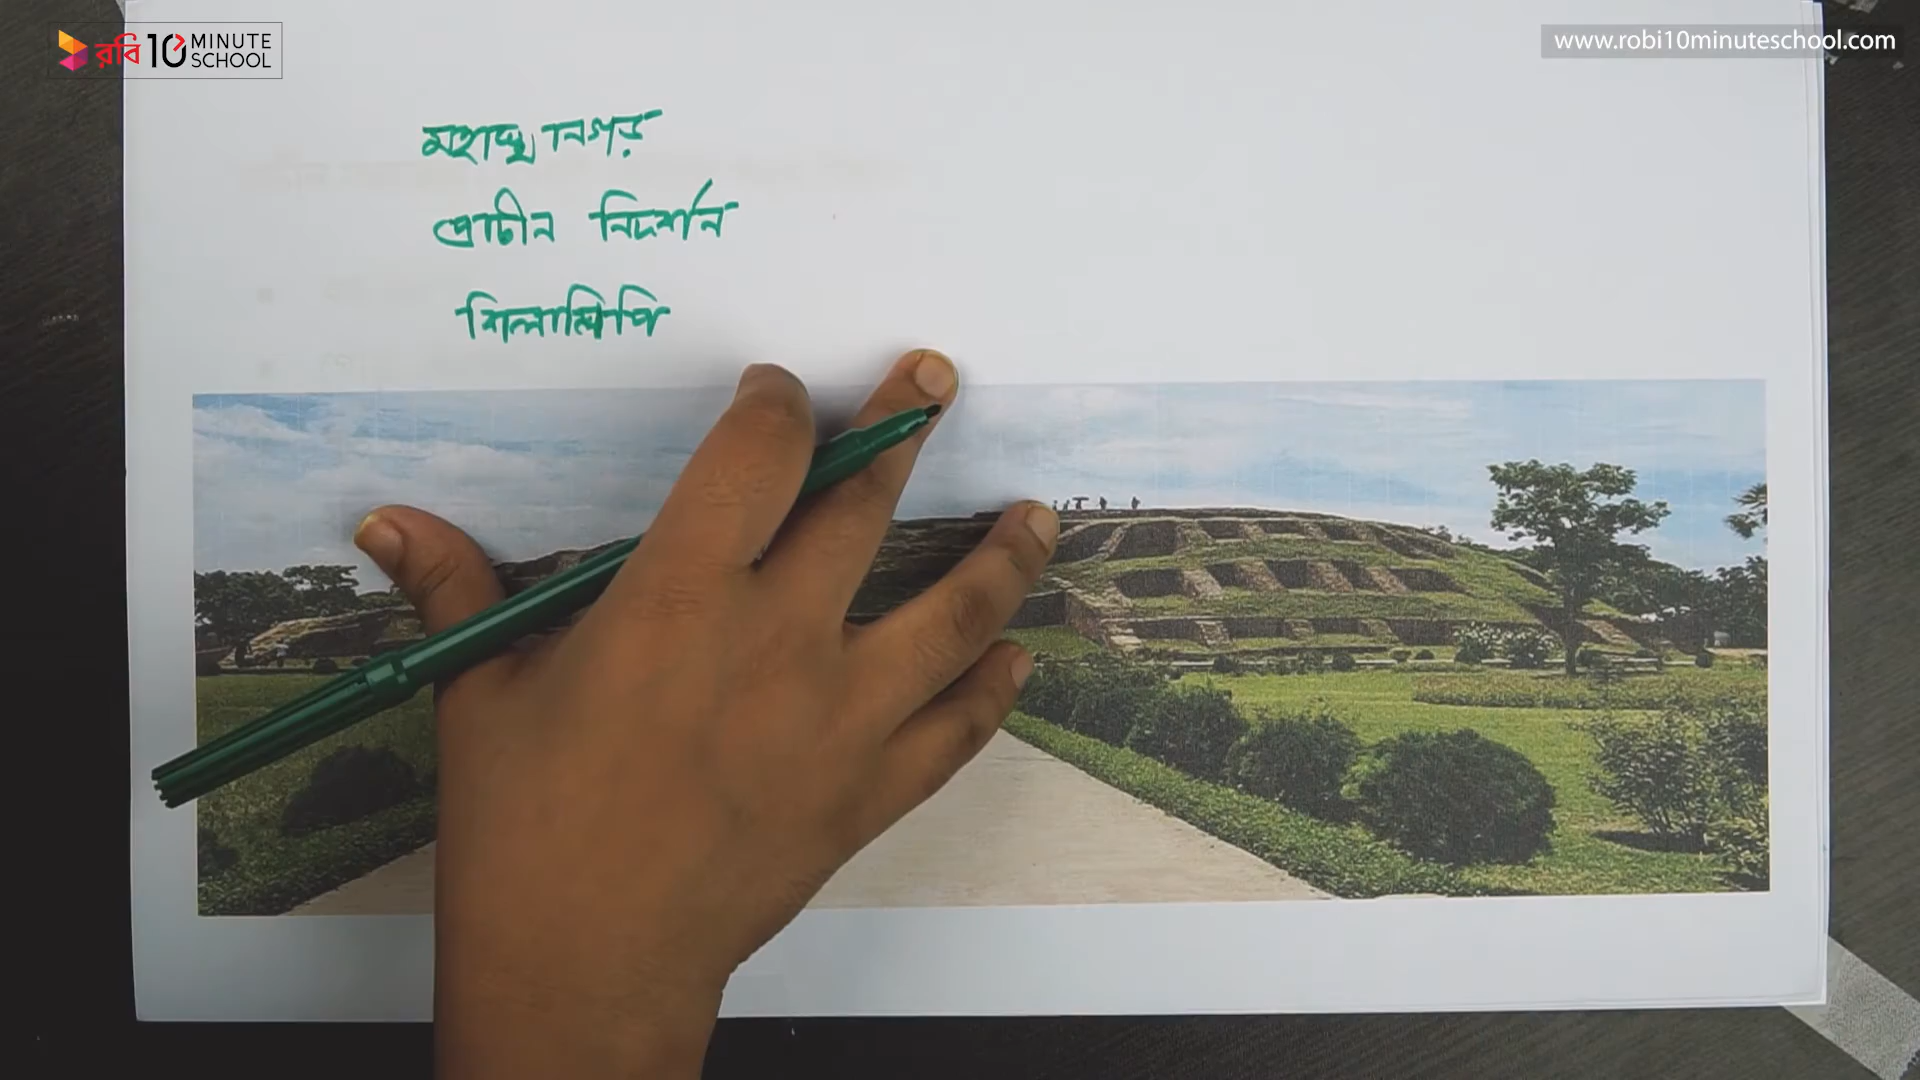 রবি 10 MINUTE SCHOOL
www.robi10minuteschool.com
মহাস্থানগড়
প্রাচীন নিদর্শন
শিলালিপি